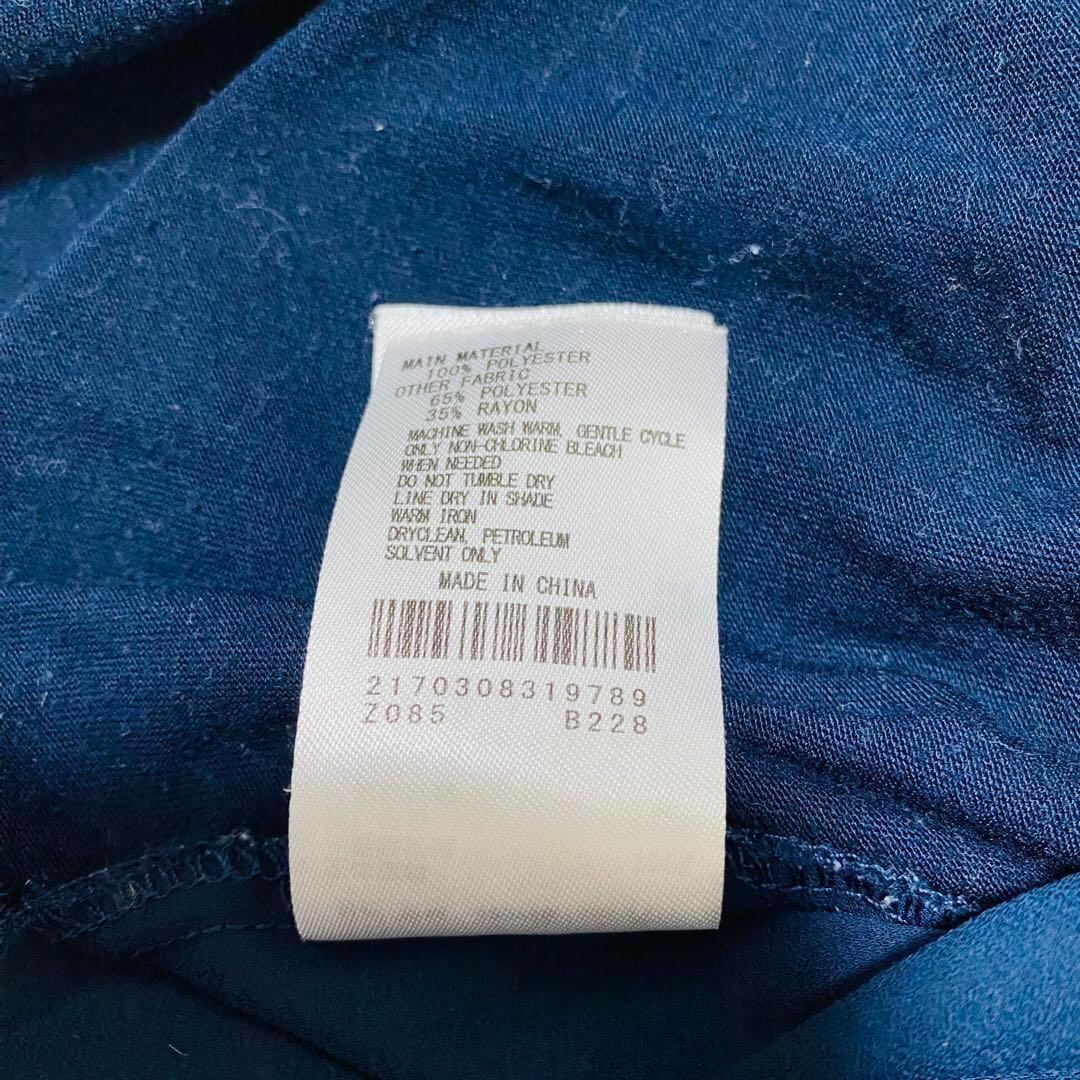 MAIN MATERIAL
100% POLYESTER
OTHER FABRIC
65% POLYESTER
35% RAYON
MACHINE WASH WARM, GENTLE CYCLE
ONLY NON-CHLORINE BLEACH
WHEN NEEDED
DO NOT TUMBLE DRY
LINE DRY IN SHADE
WARM IRON
DRYCLEAN, PETROLEUM
SOLVENT ONLY
MADE IN CHINA
2170308319789
Z085 B228